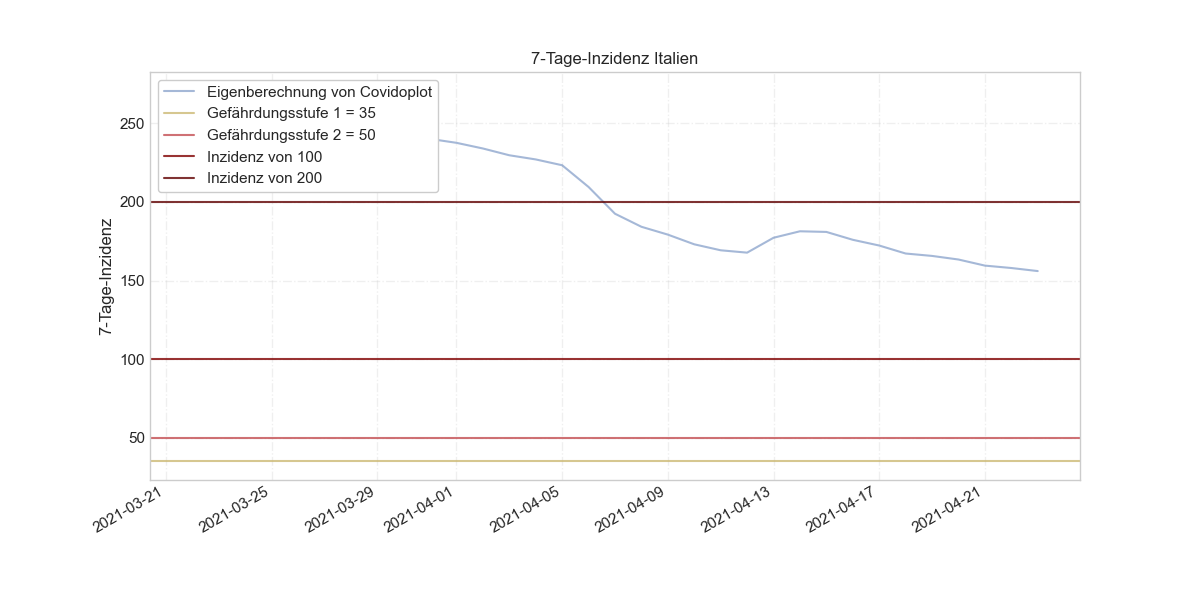 7-Tage-Inzidenz Italien
Eigenberechnung von Covidoplot
Gefährdungsstufe 1 = 35
Gefährdungsstufe 2 = 50
Inzidenz von 100
Inzidenz von 200
7-Tage-Inzidenz
250
200
150
100
50
2021-03-21
2021-03-25
2021-03-29
2021-04-01
2021-04-05
2021-04-09
2021-04-13
2021-04-17
2021-04-21